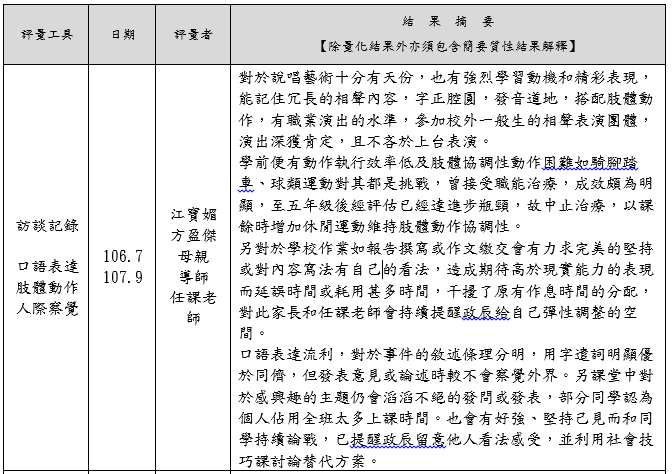 評量工具
日期
評量者
結 果 摘 要
【除量化結果外亦須包含簡要質性結果解釋】
訪談記錄
口語表達
肢體動作
人際察覺
106.7
107.9
江寶媚
方盈傑
母親
導師
任課老
師
對於說唱藝術十分有天份，也有強烈學習動機和精彩表現，
能記住冗長的相聲內容，字正腔圓，發音道地，搭配肢體動
作，有職業演出的水準，參加校外一般生的相聲表演團體，
演出深獲肯定，且不吝於上台表演。
學前便有動作執行效率低及肢體協調性動作困難如騎腳踏
車、球類運動對其都是挑戰，曾接受職能治療，成效頗為明
顯，至五年級後經評估已經達進步瓶頸，故中止治療，以課
餘時增加休閒運動維持肢體動作協調性。
另對於學校作業如報告撰寫或作文繳交會有力求完美的堅持
或對內容寫法有自己的看法，造成期待高於現實能力的表現
而延誤時間或耗用甚多時間，干擾了原有作息時間的分配，
對此家長和任課老師會持續提醒政辰給自己彈性調整的空
間。
口語表達流利，對於事件的敘述條理分明，用字遣詞明顯優
於同儕，但發表意見或論述時較不會察覺外界。另課堂中對
於感興趣的主題仍會滔滔不絕的發問或發表，部分同學認為
個人佔用全班太多上課時間。也會有好強、堅持己見而和同
學持續論戰，已提醒政辰留意他人看法感受，並利用社會技
巧課討論替代方案。